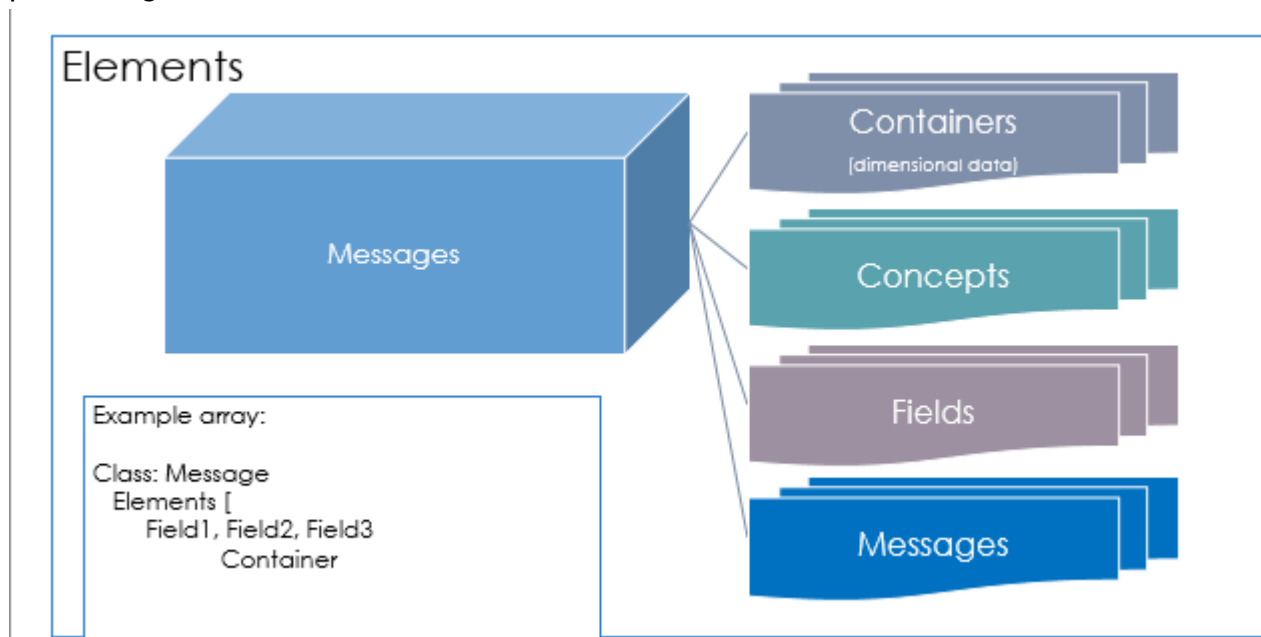 Elements
Messages
Containers
(dimensional data)
Concepts
Fields
Messages
Example array:
Class: Message
Elements [
Field1, Field2, Field3
Container